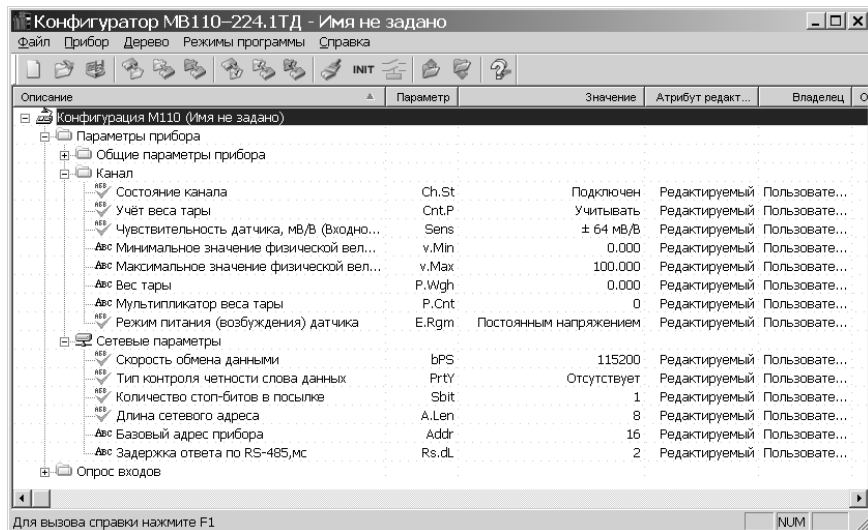 Конфигуратор МВ110–224.1ТД - Имя не задано
Файл Прибор Дерево Режимы программы Справка
INIT
Описание Параметр Значение Атрибут редакт... Владелец О
Конфигурация М110 (Имя не задано)
Параметры прибора
Общие параметры прибора
Канал
Состояние канала Ch.St Подключен Редактируемый Пользовате...
Учёт веса тары Cnt.P Учитывать Редактируемый Пользовате...
Чувствительность датчика, мВ/В (Входно... Sens ± 64 мВ/В Редактируемый Пользовате...
Минимальное значение физической вел... v.Min 0.000 Редактируемый Пользовате...
Максимальное значение физической вел... v.Max 100.000 Редактируемый Пользовате...
Вес тары P.Wgh 0.000 Редактируемый Пользовате...
Мультипликатор веса тары P.Cnt 0 Редактируемый Пользовате...
Режим питания (возбуждения) датчика E.Rgm Постоянным напряжением Редактируемый Пользовате...
Сетевые параметры
Скорость обмена данными bPS 115200 Редактируемый Пользовате...
Тип контроля четности слова данных PrtY Отсутствует Редактируемый Пользовате...
Количество стоп-битов в посылке Sbit 1 Редактируемый Пользовате...
Длина сетевого адреса A.Len 8 Редактируемый Пользовате...
Базовый адрес прибора Addr 16 Редактируемый Пользовате...
Задержка ответа по RS-485,мс Rs.dL 2 Редактируемый Пользовате...
Опрос входов
Для вызова справки нажмите F1 NUM